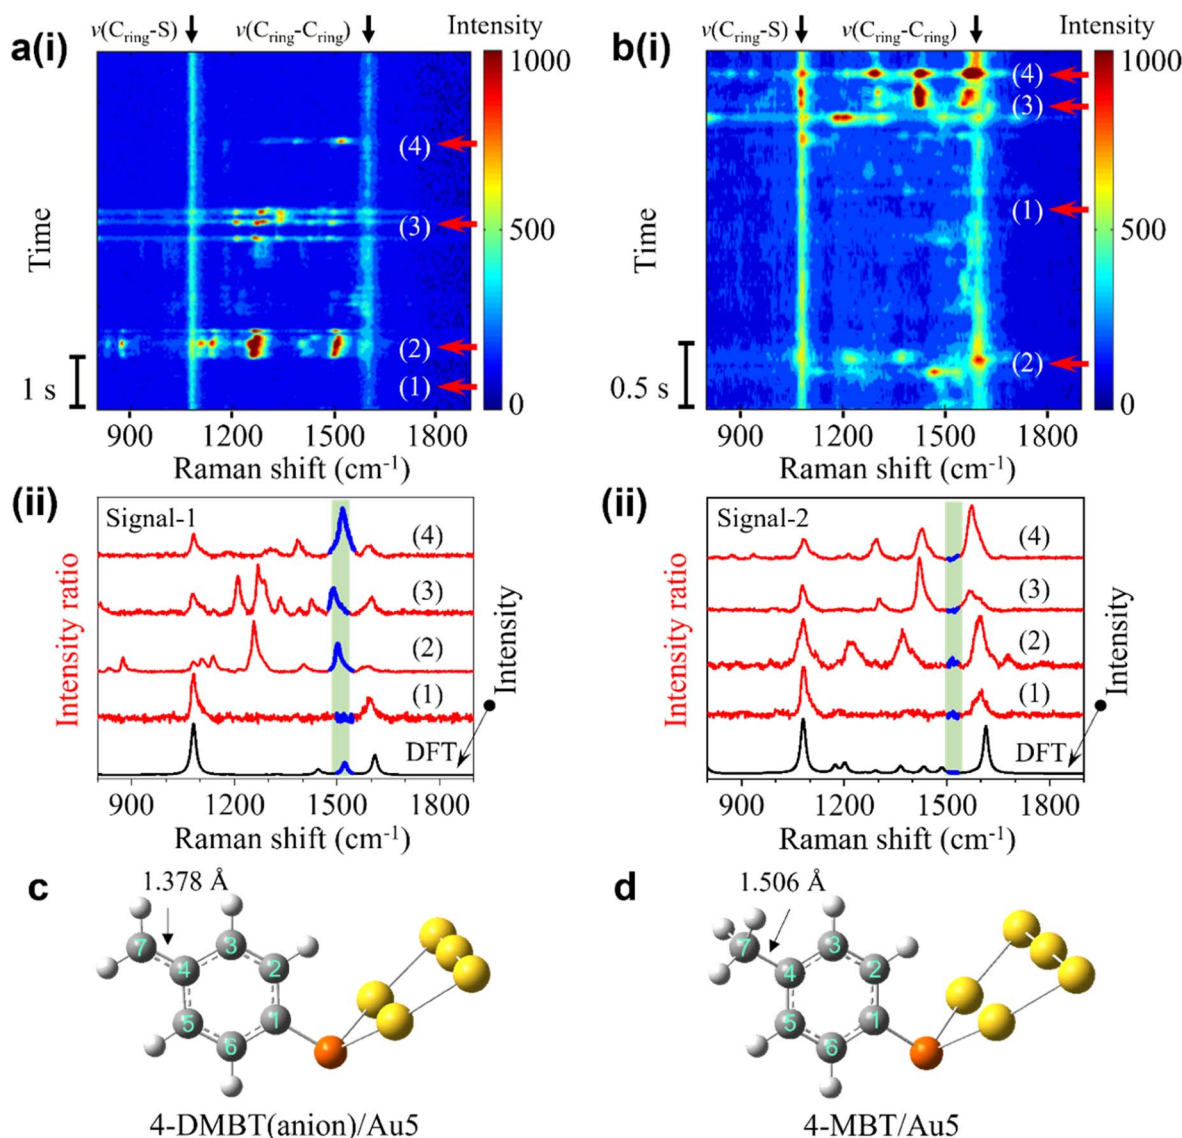 a(i)
ν(Cring-S)
ν(Cring-Cring)
Intensity
1000
500
0
(4)
(3)
(2)
(1)
Time
1 s
900
1200
1500
1800
Raman shift (cm-1)
b(i)
ν(Cring-S)
ν(Cring-Cring)
Intensity
1000
500
0
(4)
(3)
(1)
(2)
Time
0.5 s
900
1200
1500
1800
Raman shift (cm-1)
(ii)
Signal-1
(4)
(3)
(2)
(1)
DFT
Intensity ratio
Intensity
900
1200
1500
1800
Raman shift (cm-1)
(ii)
Signal-2
(4)
(3)
(2)
(1)
DFT
Intensity ratio
Intensity
900
1200
1500
1800
Raman shift (cm-1)
c
1.378 Å
7
4
3
2
5
6
1
4-DMBT(anion)/Au5
d
1.506 Å
7
4
3
2
5
6
1
4-MBT/Au5